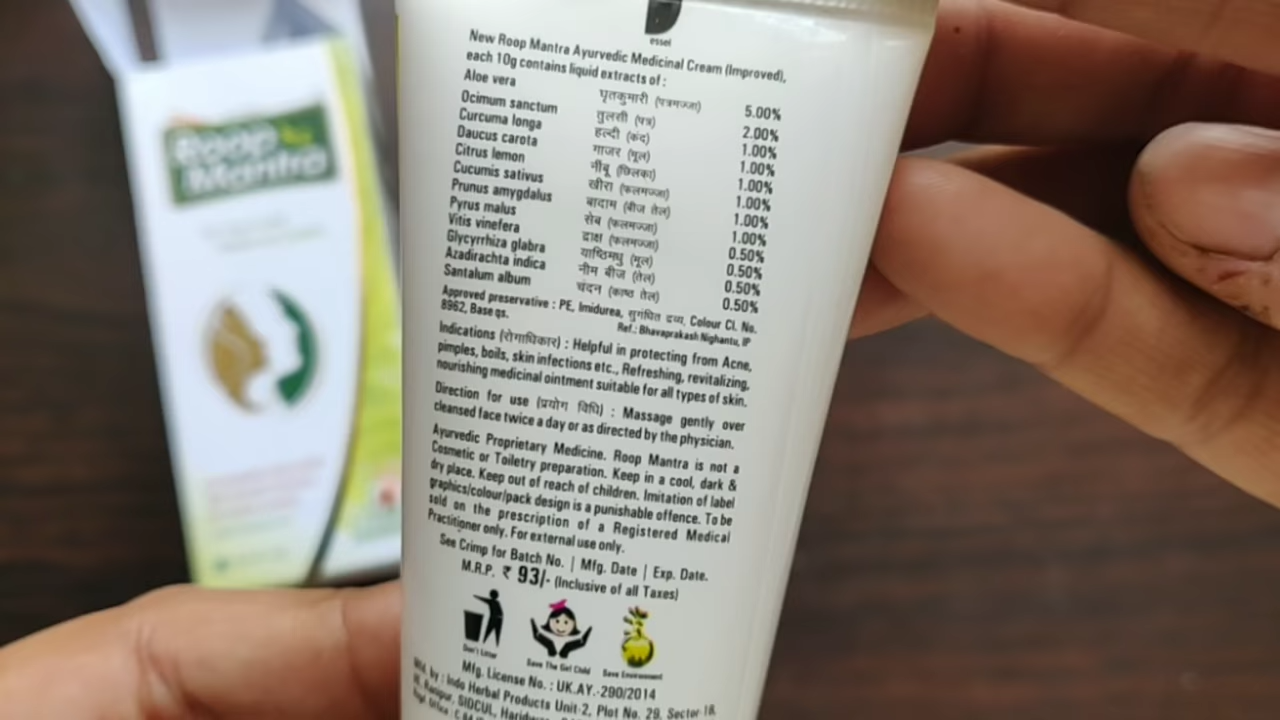 Roop
Mantra
essel
New Roop Mantra Ayurvedic Medicinal Cream (Improved),
each 10g contains liquid extracts of :
Aloe vera घृतकुमारी (पत्रमज्जा) 5.00%
Ocimum sanctum तुलसी (पत्र) 2.00%
Curcuma longa हल्दी (कंद) 1.00%
Daucus carota गाजर (मूल) 1.00%
Citrus lemon नींबू (छिलका) 1.00%
Cucumis sativus खीरा (फलमज्जा) 1.00%
Prunus amygdalus बादाम (बीज तेल) 1.00%
Pyrus malus सेब (फलमज्जा) 1.00%
Vitis vinefera द्राक्ष (फलमज्जा) 0.50%
Glycyrrhiza glabra याष्ठिमधु (मूल) 0.50%
Azadirachta indica नीम बीज (तेल) 0.50%
Santalum album चंदन (काष्ठ तेल) 0.50%
Approved preservative : PE, Imidurea, सुगंधित द्रव्य, Colour CI. No.
8962, Base qs. Ref.: Bhavaprakash Nighantu, IP
Indications (रोगाधिकार) : Helpful in protecting from Acne,
pimples, boils, skin infections etc., Refreshing, revitalizing,
nourishing medicinal ointment suitable for all types of skin.
Direction for use (प्रयोग विधि) : Massage gently over
cleansed face twice a day or as directed by the physician.
Ayurvedic Proprietary Medicine. Roop Mantra is not a
Cosmetic or Toiletry preparation. Keep in a cool, dark &
dry place. Keep out of reach of children. Imitation of label
graphics/colour/pack design is a punishable offence. To be
sold on the prescription of a Registered Medical
Practitioner only. For external use only.
See Crimp for Batch No. | Mfg. Date | Exp. Date.
M.R.P. ₹ 93/- (Inclusive of all Taxes)
Don't Litter Save The Girl Child Save Environment
Mfg. License No. : UK.AY.-290/2014
Mfd. by : Indo Herbal Products Unit-2, Plot No. 29, Sector-16,
Ranipur, SIDCUL,